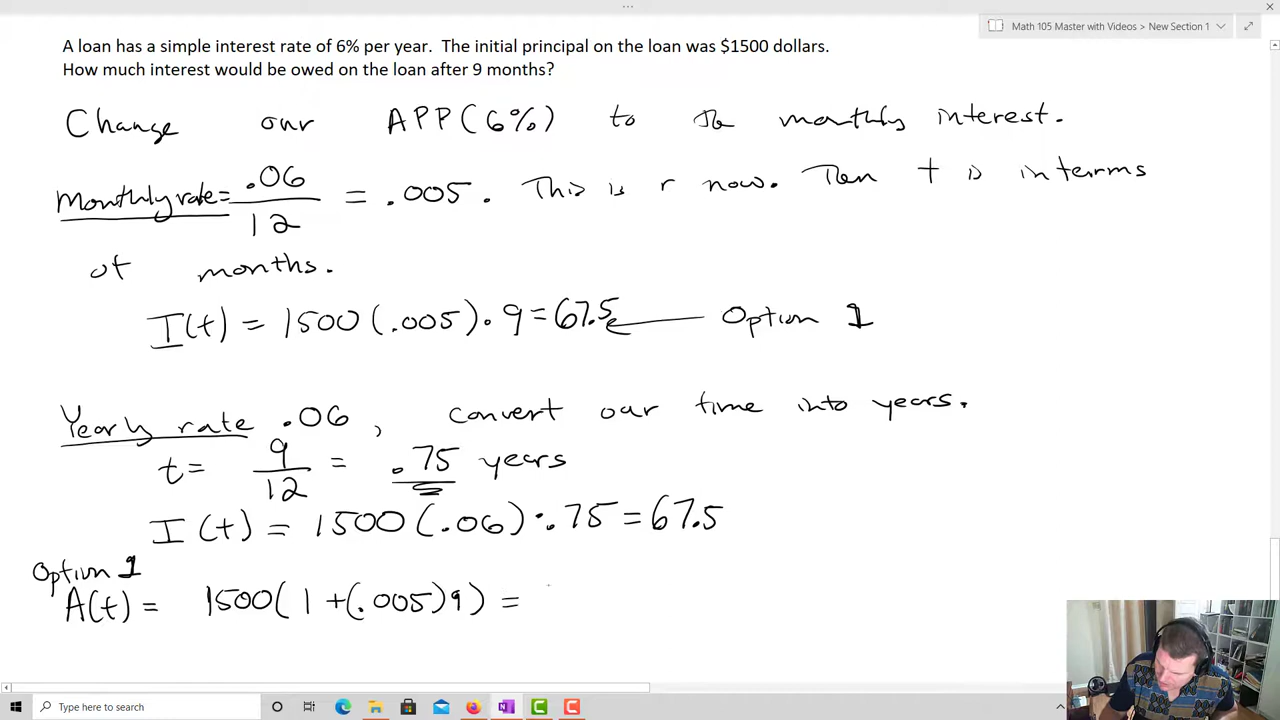 Math 105 Master with Videos > New Section 1
A loan has a simple interest rate of 6% per year. The initial principal on the loan was $1500 dollars.
How much interest would be owed on the loan after 9 months?
Change our APP(6%) to the monthly interest.
Monthly rate = .06/12 = .005. This is r now. Then t is in terms
of months.
I(t) = 1500(.005)·9=67.5 ← Option 1
Yearly rate .06, convert our time into years.
t= 9/12 = .75 years
I(t) = 1500(.06)·.75=67.5
Option 1
A(t) = 1500(1+(.005)9) =
Type here to search